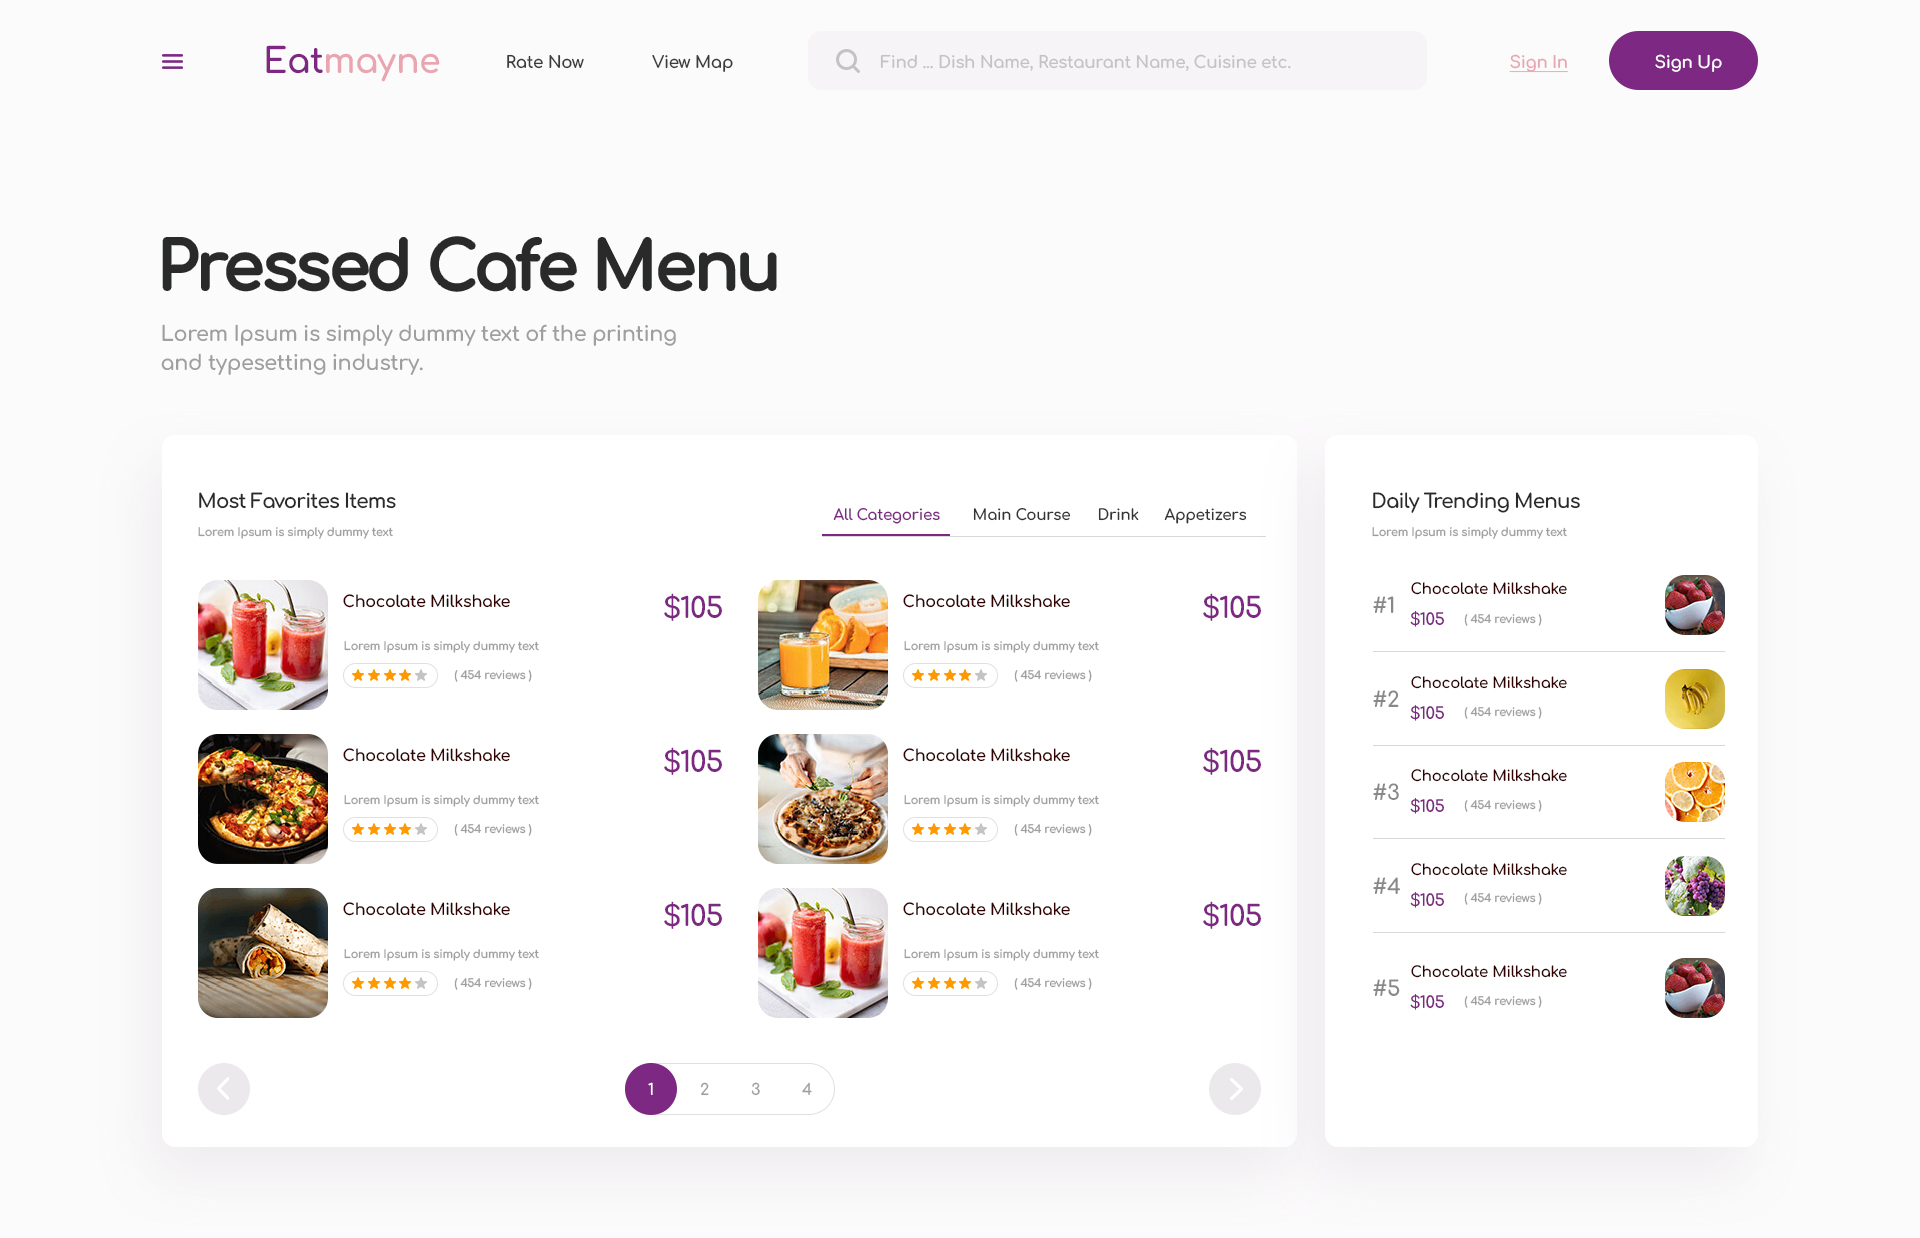 Eatmayne
Rate Now
View Map
Find ... Dish Name, Restaurant Name, Cuisine etc.
Sign In
Sign Up
Pressed Cafe Menu
Lorem Ipsum is simply dummy text of the printing
and typesetting industry.
Most Favorites Items
Lorem Ipsum is simply dummy text
All Categories
Main Course
Drink
Appetizers
Chocolate Milkshake
$105
Lorem Ipsum is simply dummy text
( 454 reviews )
Chocolate Milkshake
$105
Lorem Ipsum is simply dummy text
( 454 reviews )
Chocolate Milkshake
$105
Lorem Ipsum is simply dummy text
( 454 reviews )
Chocolate Milkshake
$105
Lorem Ipsum is simply dummy text
( 454 reviews )
Chocolate Milkshake
$105
Lorem Ipsum is simply dummy text
( 454 reviews )
Chocolate Milkshake
$105
Lorem Ipsum is simply dummy text
( 454 reviews )
1
2
3
4
Daily Trending Menus
Lorem Ipsum is simply dummy text
#1
Chocolate Milkshake
$105
( 454 reviews )
#2
Chocolate Milkshake
$105
( 454 reviews )
#3
Chocolate Milkshake
$105
( 454 reviews )
#4
Chocolate Milkshake
$105
( 454 reviews )
#5
Chocolate Milkshake
$105
( 454 reviews )